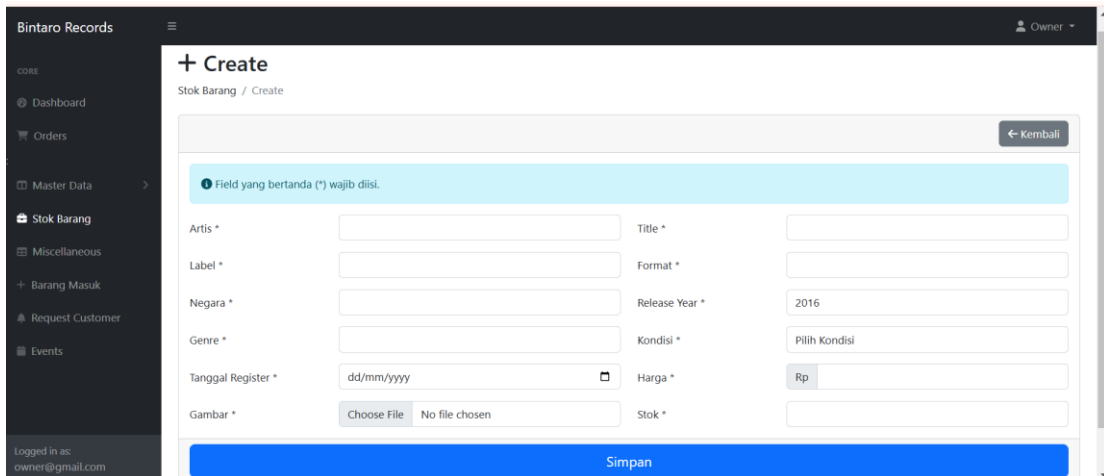 Bintaro Records
Owner
CORE
Dashboard
Orders
Master Data
Stok Barang
Miscellaneous
Barang Masuk
Request Customer
Events
Logged in as:
owner@gmail.com
+ Create
Stok Barang / Create
← Kembali
Field yang bertanda (*) wajib diisi.
Artis *
Title *
Label *
Format *
Negara *
Release Year * 2016
Genre *
Kondisi * Pilih Kondisi
Tanggal Register * dd/mm/yyyy
Harga * Rp
Gambar * Choose File No file chosen
Stok *
Simpan